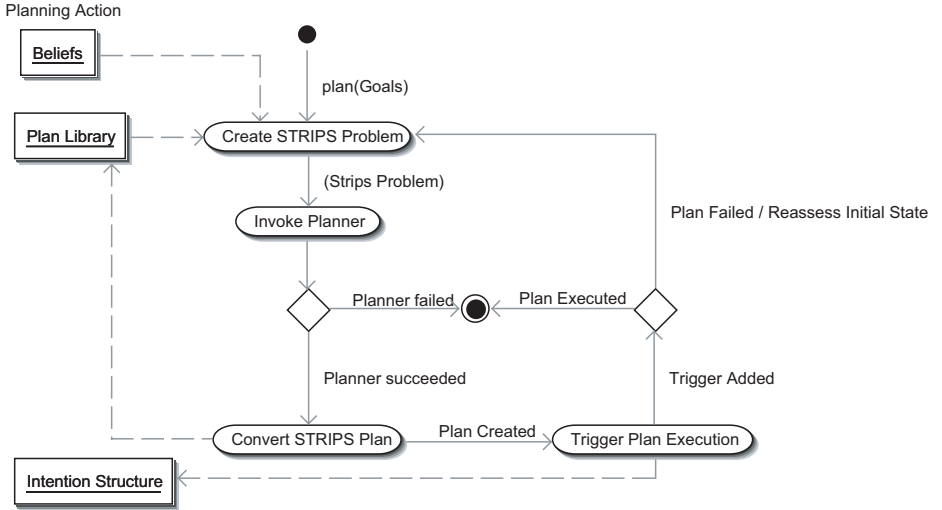 Planning Action
Beliefs
plan(Goals)
Plan Library
Create STRIPS Problem
(Strips Problem)
Invoke Planner
Plan Failed / Reassess Initial State
Planner failed
Plan Executed
Planner succeeded
Trigger Added
Convert STRIPS Plan
Plan Created
Trigger Plan Execution
Intention Structure